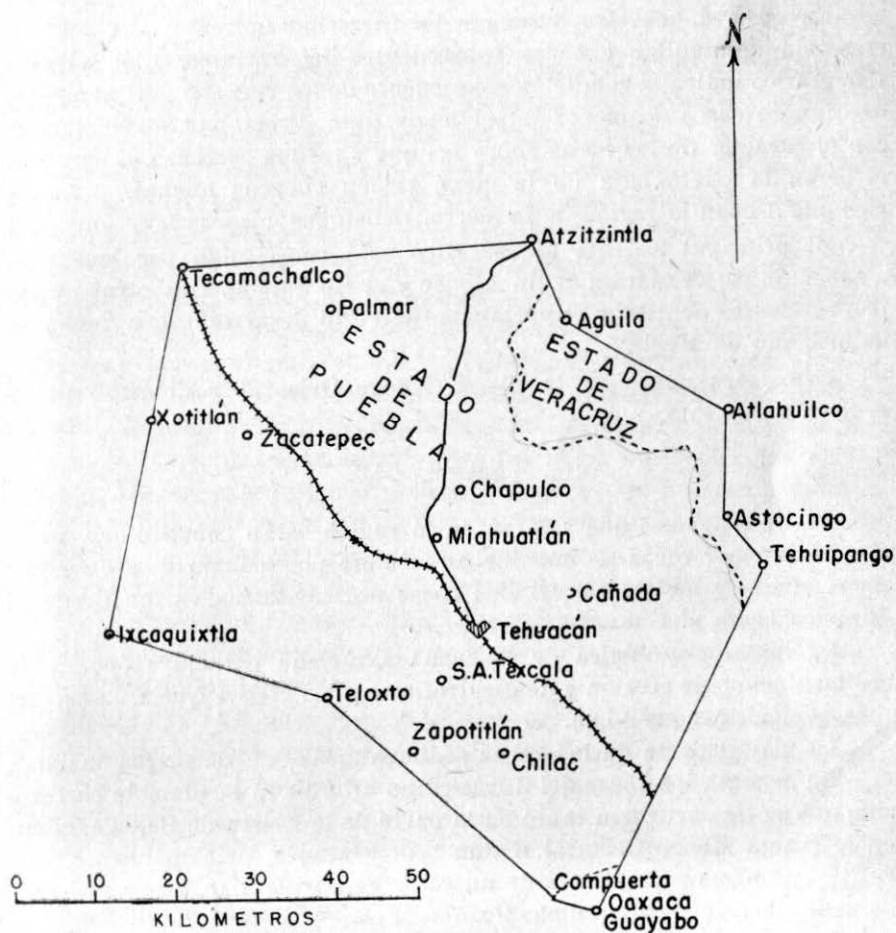 N
Atzitzintla
Tecamachalco
Palmar
Aguila
ESTADO
DE
PUEBLA
ESTADO
DE
VERACRUZ
Atlahuilco
Xotitlán
Zacatepec
Chapulco
Astocingo
Miahuatlán
Tehuipango
Cañada
Ixcaquixtla
Tehuacán
S.A.Texcala
Teloxto
Zapotitlán
Chilac
Compuerta
0 10 20 30 40 50
Oaxaca
KILOMETROS
Guayabo